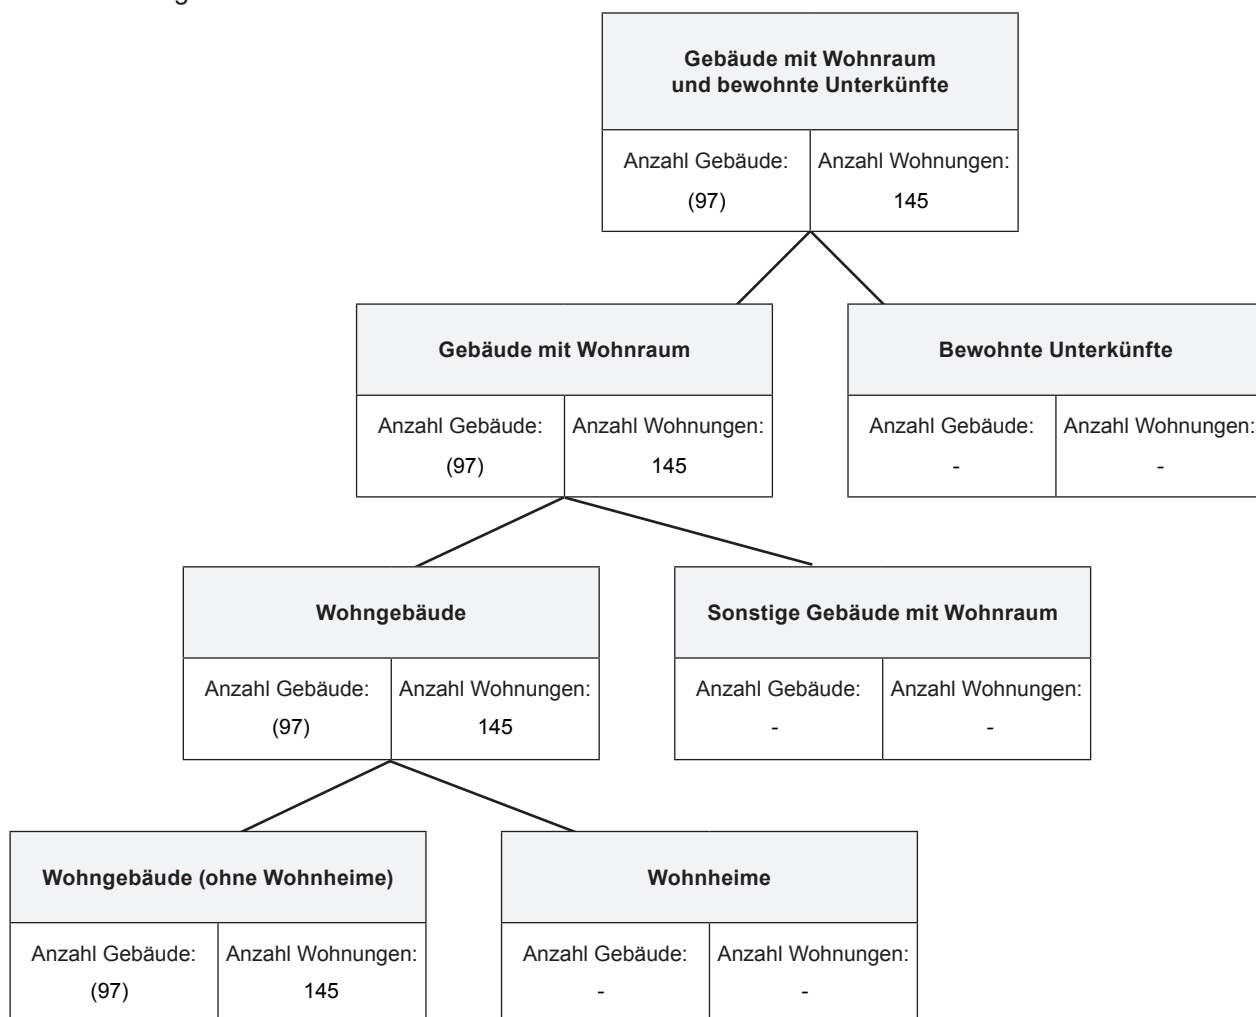 Gebäude mit Wohnraum
und bewohnte Unterkünfte
Anzahl Gebäude: Anzahl Wohnungen:
(97) 145
Gebäude mit Wohnraum Bewohnte Unterkünfte
Anzahl Gebäude: Anzahl Wohnungen: Anzahl Gebäude: Anzahl Wohnungen:
(97) 145 - -
Wohngebäude Sonstige Gebäude mit Wohnraum
Anzahl Gebäude: Anzahl Wohnungen: Anzahl Gebäude: Anzahl Wohnungen:
(97) 145 - -
Wohngebäude (ohne Wohnheime) Wohnheime
Anzahl Gebäude: Anzahl Wohnungen: Anzahl Gebäude: Anzahl Wohnungen:
(97) 145 - -